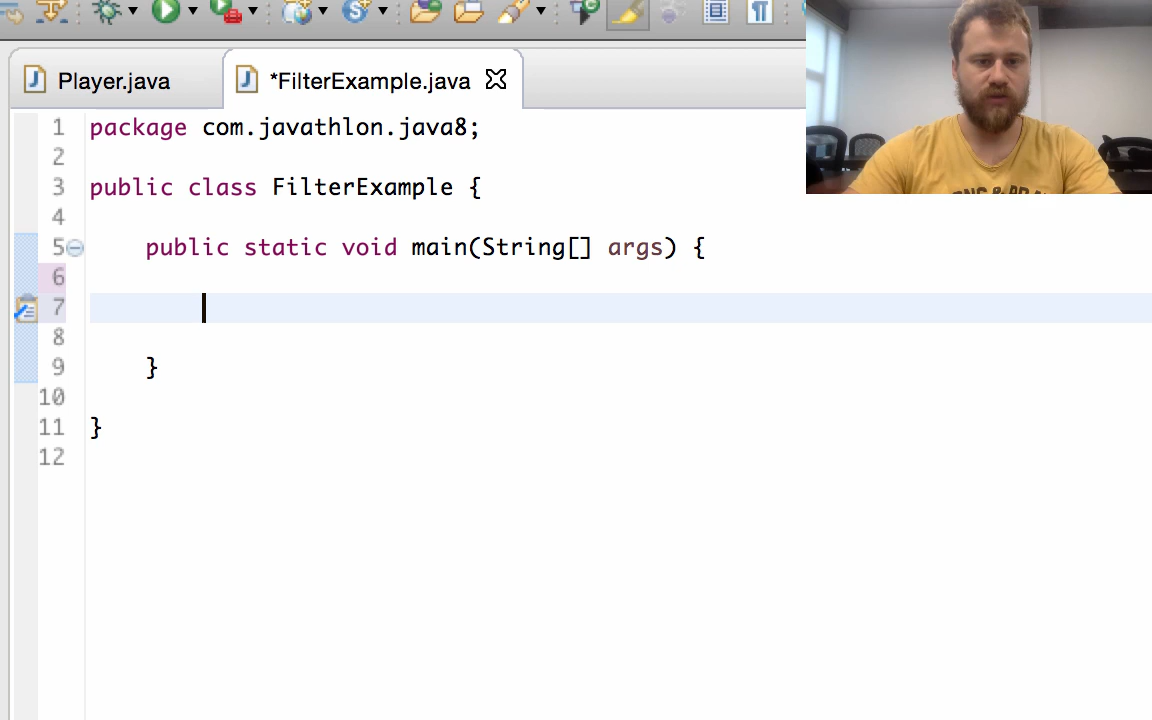 Player.java
*FilterExample.java
1 package com.javathlon.java8;
2
3 public class FilterExample {
4
5 public static void main(String[] args) {
6
7
8
9 }
10
11 }
12